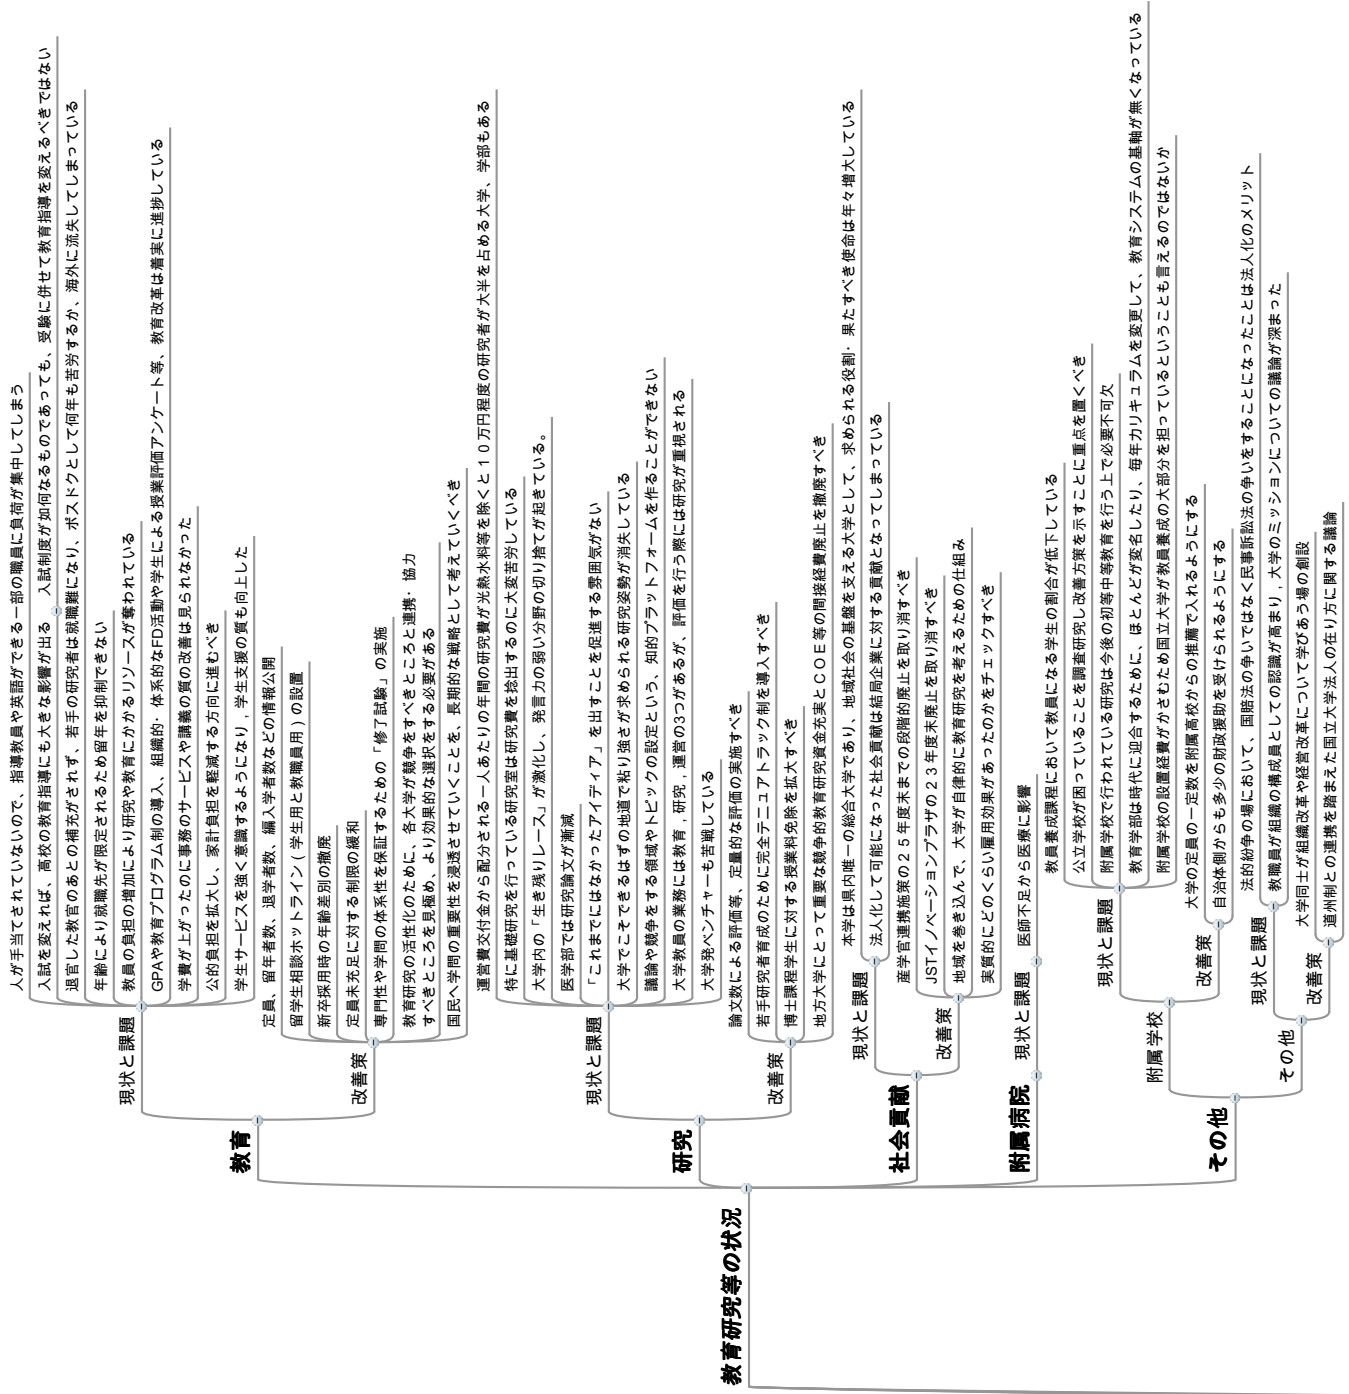 教育研究等の状況
教育
現状と課題
人が手当てされていないので、指導教員や英語ができる一部の職員に負荷が集中してしまう
入試を変えれば、高校の教育指導にも大きな影響が出る
入試制度が如何なるものであっても、受験に併せて教育指導を変えるべきではない
退官した教官のあとの補充がされず、若手の研究者は就職難になり、ポスドクとして何年も苦労するか、海外に流失してしまっている
年齢により就職先が限定されるため留年を抑制できない
教員の負担の増加により研究や教育にかかるリソースが奪われている
GPAや教育プログラム制の導入、組織的・体系的なFD活動や学生による授業評価アンケート等、教育改革は着実に進捗している
学費が上がったのに事務のサービスや講義の質の改善は見られなかった
公的負担を拡大し、家計負担を軽減する方向に進むべき
学生サービスを強く意識するようになり，学生支援の質も向上した
改善策
定員、留年者数、退学者数、編入学者数などの情報公開
留学生相談ホットライン（学生用と教職員用）の設置
新卒採用時の年齢差別の撤廃
定員未充足に対する制限の緩和
専門性や学問の体系性を保証するための「修了試験」の実施
教育研究の活性化のために、各大学が競争をすべきところと連携・協力
すべきところを見極め、より効果的な選択をする必要がある
国民へ学問の重要性を浸透させていくことを、長期的な戦略として考えていくべき
研究
現状と課題
運営費交付金から配分される一人あたりの年間の研究費が光熱水料等を除くと１０万円程度の研究者が大半を占める大学、学部もある
特に基礎研究を行っている研究室は研究費を捻出するのに大変苦労している
大学内の「生き残りレース」が激化し、発言力の弱い分野の切り捨てが起きている。
医学部では研究論文が漸減
「これまでにはなかったアイディア」を出すことを促進する雰囲気がない
大学でこそできるはずの地道で粘り強さが求められる研究姿勢が消失している
議論や競争をする領域やトピックの設定という、知的プラットフォームを作ることができない
大学教員の業務には教育，研究，運営の3つがあるが、評価を行う際には研究が重視される
大学発ベンチャーも苦戦している
改善策
論文数による評価等、定量的な評価の実施すべき
若手研究者育成のために完全テニュアトラック制を導入すべき
博士課程学生に対する授業料免除を拡大すべき
地方大学にとって重要な競争的教育研究資金充実とＣＯＥ等の間接経費廃止を撤廃すべき
社会貢献
現状と課題
本学は県内唯一の総合大学であり、地域社会の基盤を支える大学として、求められる役割・果たすべき使命は年々増大している
法人化して可能になった社会貢献は結局企業に対する貢献となってしまっている
改善策
産学官連携施策の２５年度末までの段階的廃止を取り消すべき
JSTイノベーションプラザの２３年度末廃止を取り消すべき
地域を巻き込んで、大学が自律的に教育研究を考えるための仕組み
実質的にどのくらい雇用効果があったのかをチェックすべき
附属病院
現状と課題
医師不足から医療に影響
その他
附属学校
現状と課題
教員養成課程において教員になる学生の割合が低下している
公立学校が困っていることを調査研究し改善方策を示すことに重点を置くべき
附属学校で行われている研究は今後の初等中等教育を行う上で必要不可欠
教育学部は時代に迎合するために、ほとんどが変名したり、毎年カリキュラムを変更して、教育システムの基軸が無くなっている
附属学校の設置経費がかさむため国立大学が教員養成の大部分を担っているということも言えるのではないか
改善策
大学の定員の一定数を附属高校からの推薦で入れるようにする
自治体側からも多少の財政援助を受けられるようにする
その他
現状と課題
法的紛争の場において、国賠法の争いではなく民事訴訟法の争いをすることになったことは法人化のメリット
教職員が組織の構成員としての認識が高まり，大学のミッションについての議論が深まった
改善策
大学同士が組織改革や経営改革について学びあう場の創設
道州制との連携を踏まえた国立大学法人の在り方に関する議論